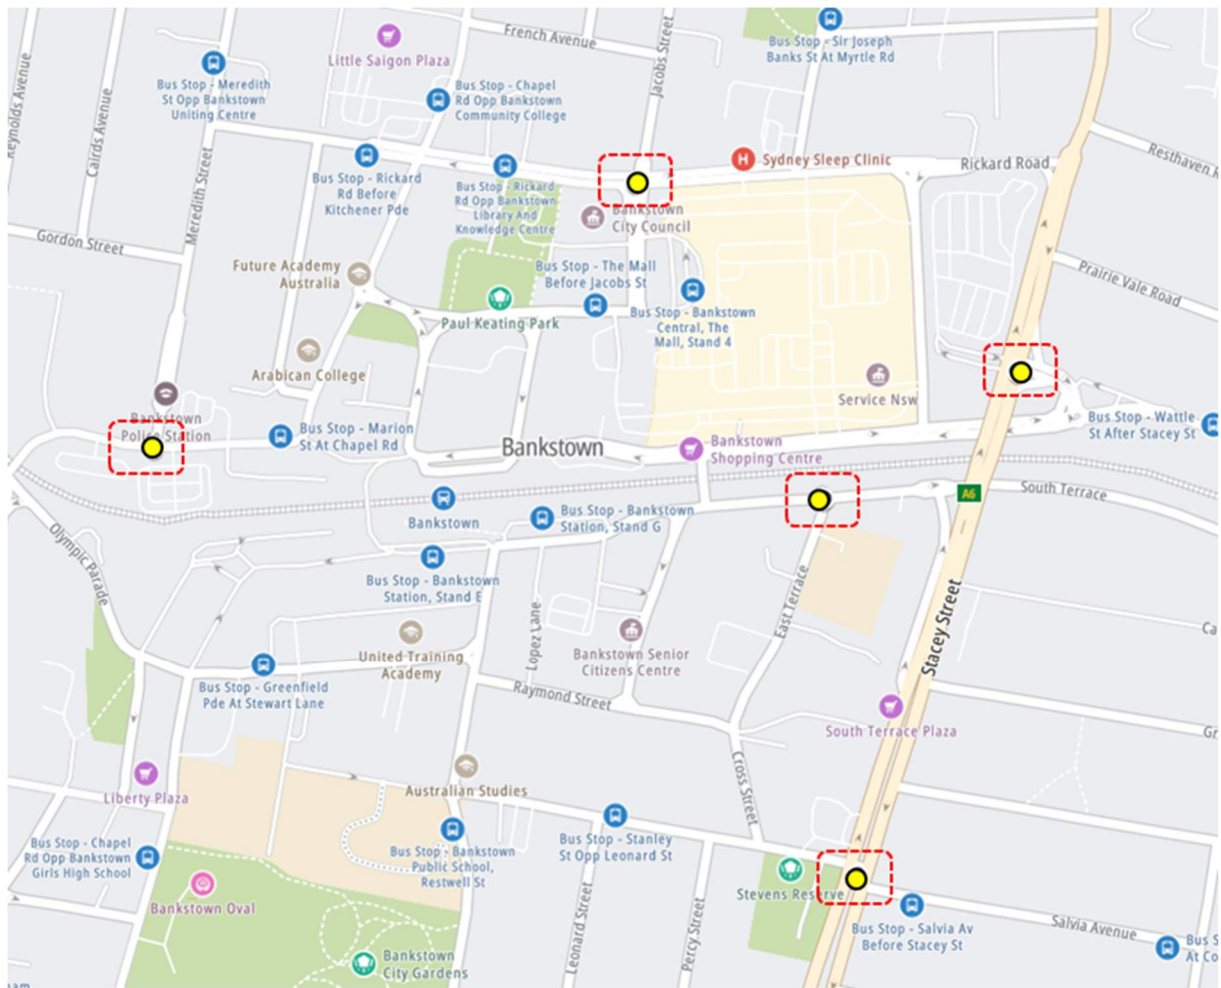 French Avenue
Jacobs Street
Little Saigon Plaza
Bus Stop - Sir Joseph
Banks St At Myrtle Rd
Reynolds Avenue
Cairds Avenue
Bus Stop - Meredith
St Opp Bankstown
Uniting Centre
Bus Stop - Chapel
Rd Opp Bankstown
Community College
Meredith Street
Bus Stop - Rickard
Rd Before
Kitchener Pde
Bus Stop - Rickard
Rd Opp Bankstown
Library And
Knowledge Centre
H
Sydney Sleep Clinic
Rickard Road
Bankstown
City Council
Gordon Street
Future Academy
Australia
Bus Stop - The Mall
Before Jacobs St
Paul Keating Park
Bus Stop - Bankstown
Central, The
Mall, Stand 4
Prairie Vale Road
Arabican College
Service Nsw
Bankstown
Police Station
Bus Stop - Marion
St At Chapel Rd
Bankstown
Bankstown
Shopping Centre
Bus Stop - Wattle
St After Stacey St
A6
South Terrace
Bankstown
Bus Stop - Bankstown
Station, Stand G
Olympic Parade
Bus Stop - Bankstown
Station, Stand E
East Terrace
Stacey Street
Lopez Lane
United Training
Academy
Bankstown Senior
Citizens Centre
Bus Stop - Greenfield
Pde At Stewart Lane
Raymond Street
South Terrace Plaza
Cross Street
Liberty Plaza
Australian Studies
Bus Stop - Chapel
Rd Opp Bankstown
Girls High School
Bus Stop - Bankstown
Public School,
Restwell St
Bus Stop - Stanley
St Opp Leonard St
Stevens Reserve
Bankstown Oval
Leonard Street
Percy Street
Bus Stop - Salvia Av
Before Stacey St
Salvia Avenue
Bankstown
City Gardens